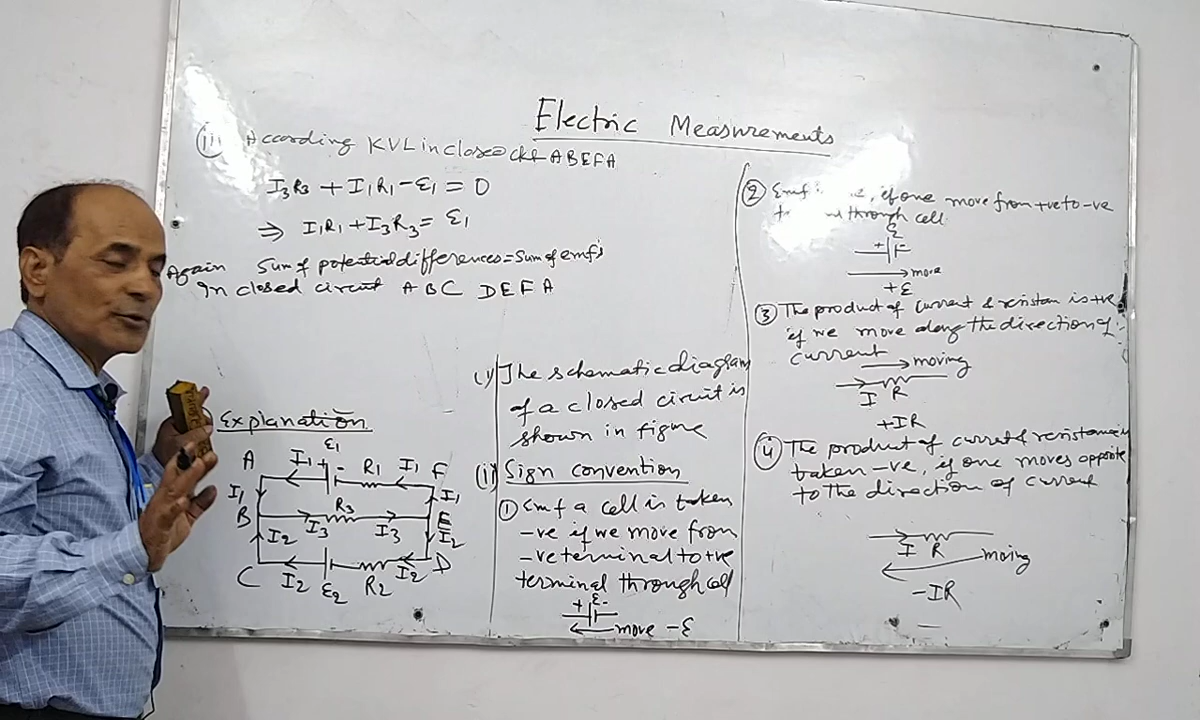 Electric Measurements
(iii) According KVL in closed ckt ABEFA
I₃R₃ + I₁R₁ - ε₁ = 0
⇒ I₁R₁ + I₃R₃ = ε₁
Sum of potential differences = Sum of emf's
Again
In closed circuit ABC DEFA
Explanation
A I₁ ε₁ + - R₁ I₁ F
I₁ R₃ I₁
B I₃ I₃ E
I₂ I₂
C I₂ ε₂ R₂ I₂ D
(i) The schematic diagram
of a closed circuit is
shown in figure
(ii) Sign convention
① Emf a cell is taken
-ve if we move from
-ve terminal to +ve
terminal through cell
+ ε -
move -ε
② Emf if one move from +ve to -ve
through cell
ε
+ -
move
+ε
③ The product of current & resistan is +ve
if we move along the direction of
current
moving
I R
+IR
④ The product of current & resistance is
taken -ve, if one moves opposite
to the direction of current
I R
moving
-IR